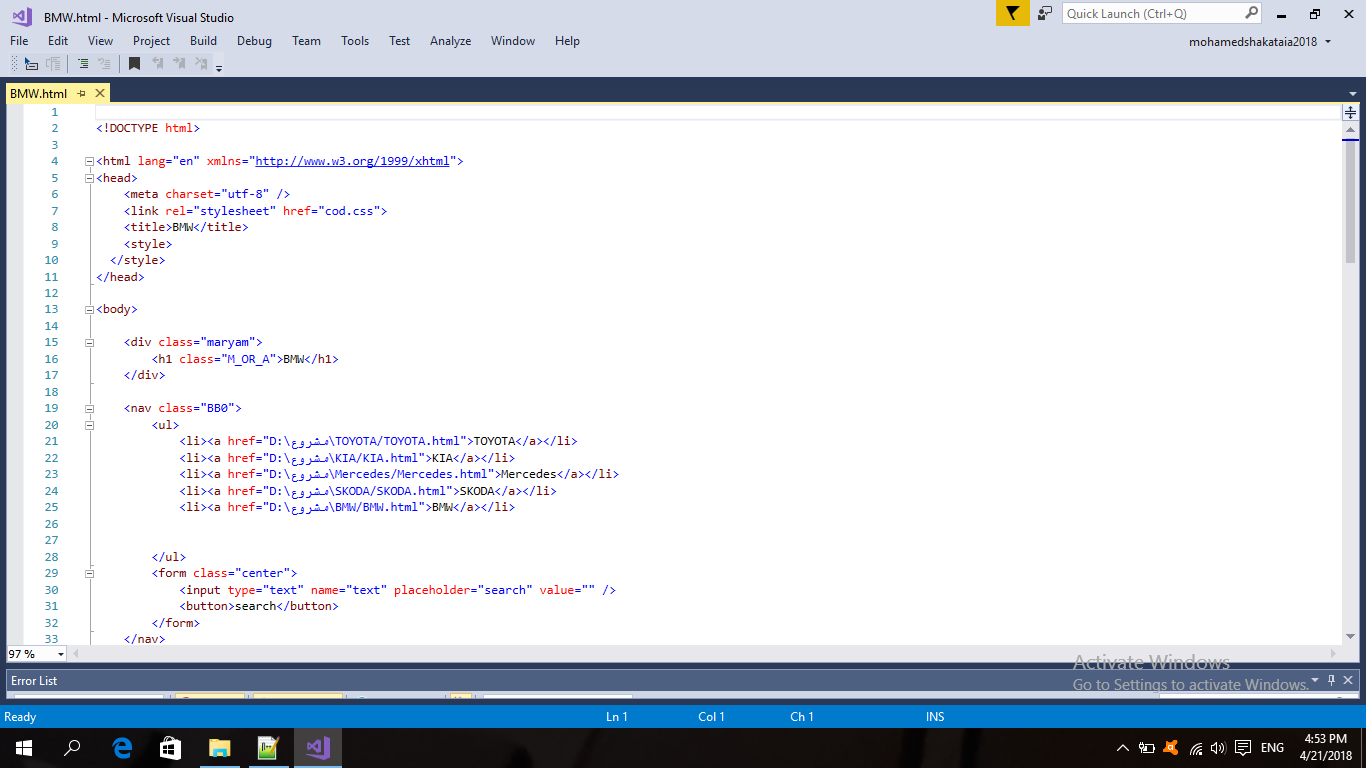 BMW.html - Microsoft Visual Studio
Quick Launch (Ctrl+Q)
File Edit View Project Build Debug Team Tools Test Analyze Window Help
mohamedshakataia2018
BMW.html
1
2 <!DOCTYPE html>
3
4 <html lang="en" xmlns="http://www.w3.org/1999/xhtml">
5 <head>
6 <meta charset="utf-8" />
7 <link rel="stylesheet" href="cod.css">
8 <title>BMW</title>
9 <style>
10 </style>
11 </head>
12
13 <body>
14
15 <div class="maryam">
16 <h1 class="M_OR_A">BMW</h1>
17 </div>
18
19 <nav class="BB0">
20 <ul>
21 <li><a href="D:\مشروع\TOYOTA/TOYOTA.html">TOYOTA</a></li>
22 <li><a href="D:\مشروع\KIA/KIA.html">KIA</a></li>
23 <li><a href="D:\مشروع\Mercedes/Mercedes.html">Mercedes</a></li>
24 <li><a href="D:\مشروع\SKODA/SKODA.html">SKODA</a></li>
25 <li><a href="D:\مشروع\BMW/BMW.html">BMW</a></li>
26
27
28 </ul>
29 <form class="center">
30 <input type="text" name="text" placeholder="search" value="" />
31 <button>search</button>
32 </form>
33 </nav>
97 %
Activate Windows
Go to Settings to activate Windows.
Error List
Ready Ln 1 Col 1 Ch 1 INS
ENG
4:53 PM
4/21/2018